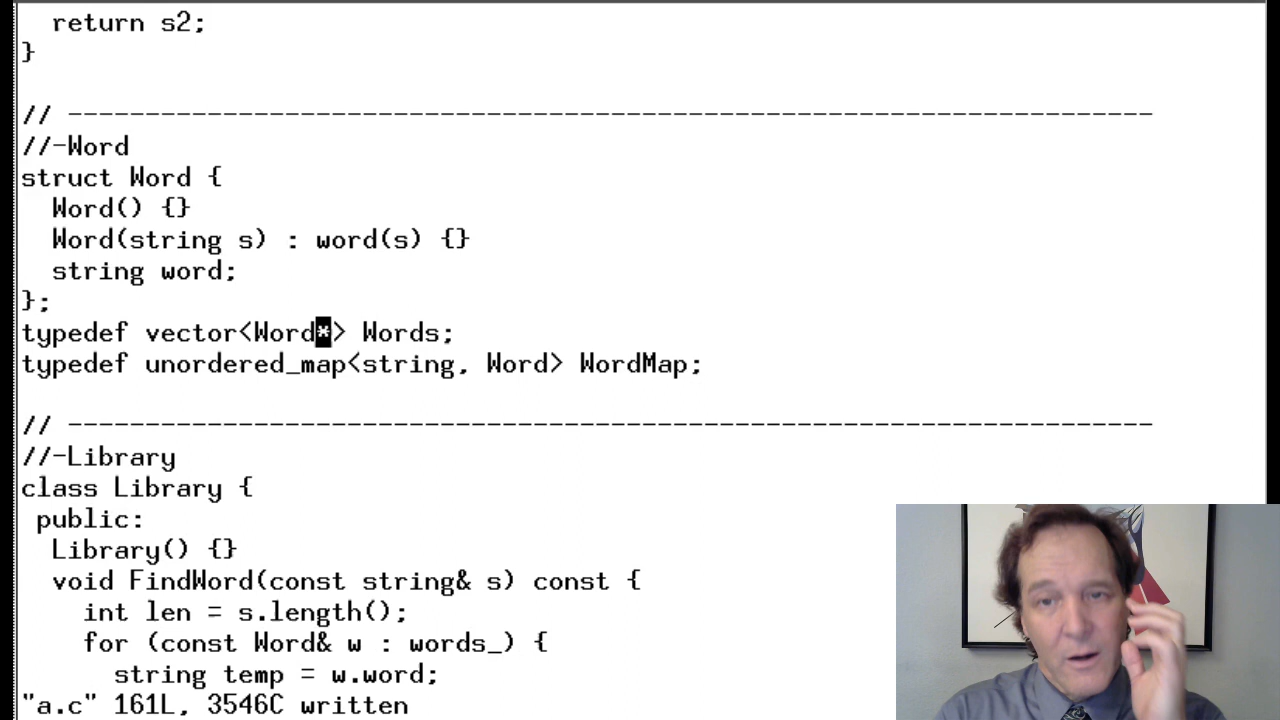 return s2;
}
// ----------------------------------------------------------------------
//-Word
struct Word {
Word() {}
Word(string s) : word(s) {}
string word;
};
typedef vector<Word*> Words;
typedef unordered_map<string, Word> WordMap;
// ----------------------------------------------------------------------
//-Library
class Library {
public:
Library() {}
void FindWord(const string& s) const {
int len = s.length();
for (const Word& w : words_) {
string temp = w.word;
"a.c" 161L, 3546C written